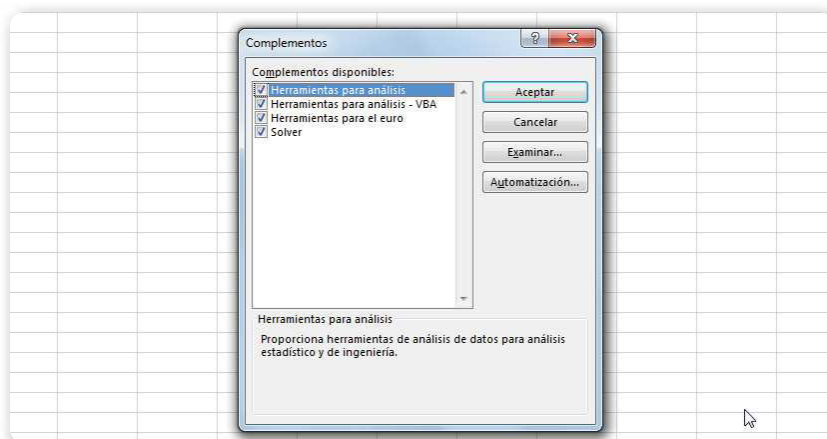 Complementos
Complementos disponibles:
Herramientas para análisis
Herramientas para análisis - VBA
Herramientas para el euro
Solver
Aceptar
Cancelar
Examinar...
Automatización...
Herramientas para análisis
Proporciona herramientas de análisis de datos para análisis
estadístico y de ingeniería.